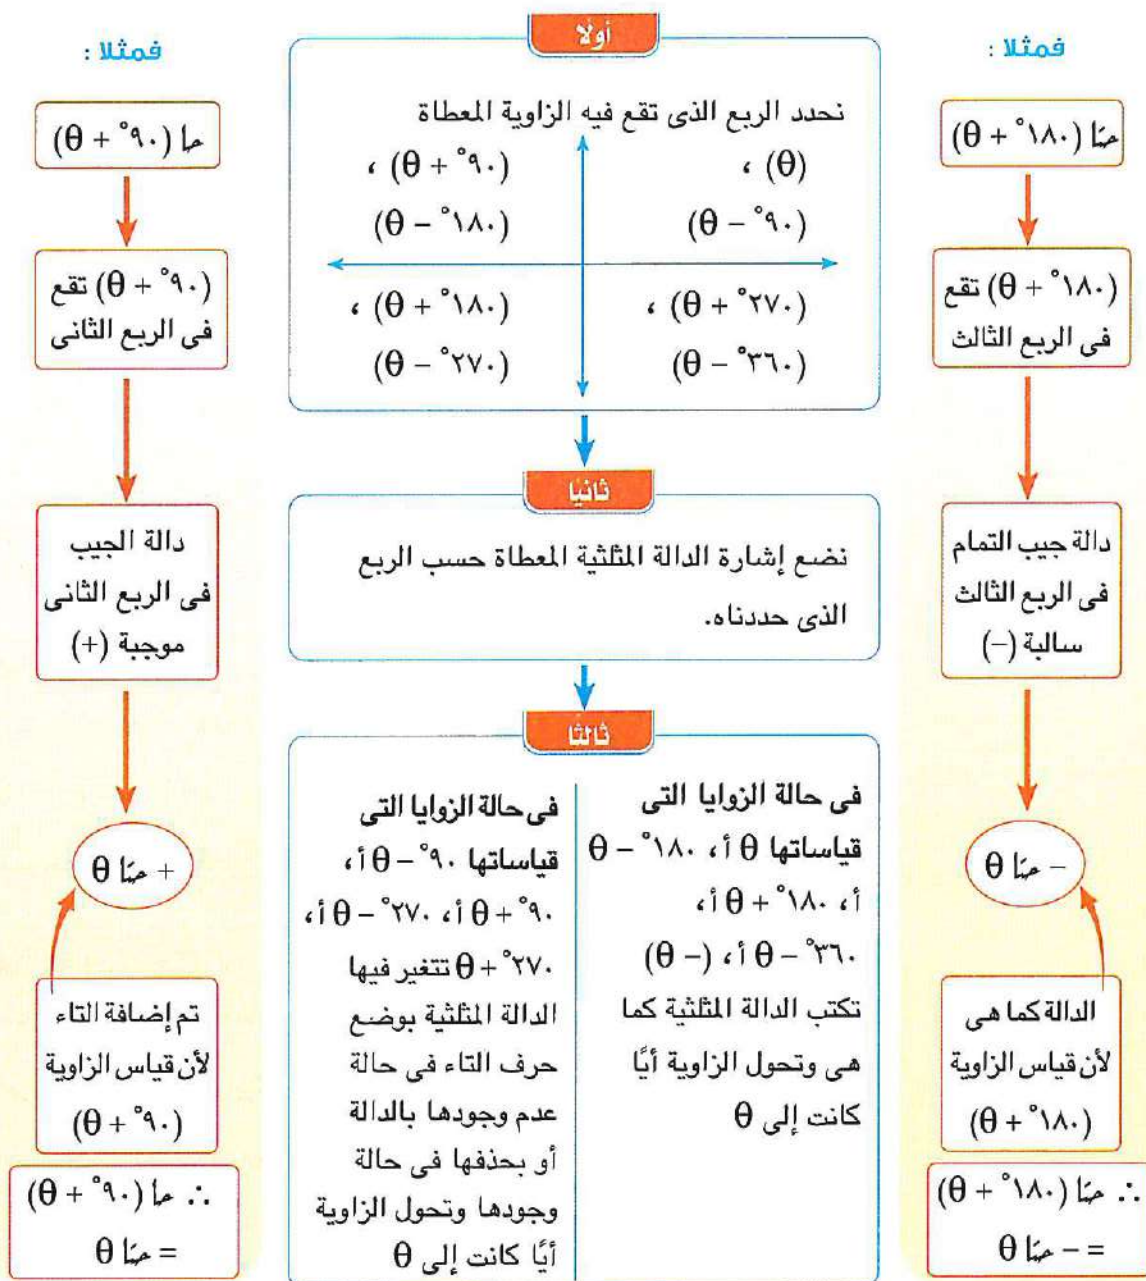 فمثلا :
حتا (١٨٠° + θ)
(١٨٠° + θ) تقع
فى الربع الثالث
دالة جيب التمام
فى الربع الثالث
سالبة (–)
– حتا θ
الدالة كما هى
لأن قياس الزاوية
(١٨٠° + θ)
∴ حتا (١٨٠° + θ)
= – حتا θ
أولًا
نحدد الربع الذى تقع فيه الزاوية المعطاة
(θ) ،
(٩٠° – θ)
(٩٠° + θ) ،
(١٨٠° – θ)
(٢٧٠° + θ) ،
(٣٦٠° – θ)
(١٨٠° + θ) ،
(٢٧٠° – θ)
ثانيًا
نضع إشارة الدالة المثلثية المعطاة حسب الربع
الذى حددناه.
ثالثًا
فى حالة الزوايا التى
قياساتها θ أ، ١٨٠° – θ
أ، ١٨٠° + θ أ،
٣٦٠° – θ أ، (– θ)
تكتب الدالة المثلثية كما
هى وتحول الزاوية أيًا
كانت إلى θ
فى حالة الزوايا التى
قياساتها ٩٠° – θ أ،
٩٠° + θ أ، ٢٧٠° – θ أ،
٢٧٠° + θ تتغير فيها
الدالة المثلثية بوضع
حرف التاء فى حالة
عدم وجودها بالدالة
أو بحذفها فى حالة
وجودها وتحول الزاوية
أيًا كانت إلى θ
فمثلا :
حا (٩٠° + θ)
(٩٠° + θ) تقع
فى الربع الثانى
دالة الجيب
فى الربع الثانى
موجبة (+)
+ حتا θ
تم إضافة التاء
لأن قياس الزاوية
(٩٠° + θ)
∴ حا (٩٠° + θ)
= حتا θ